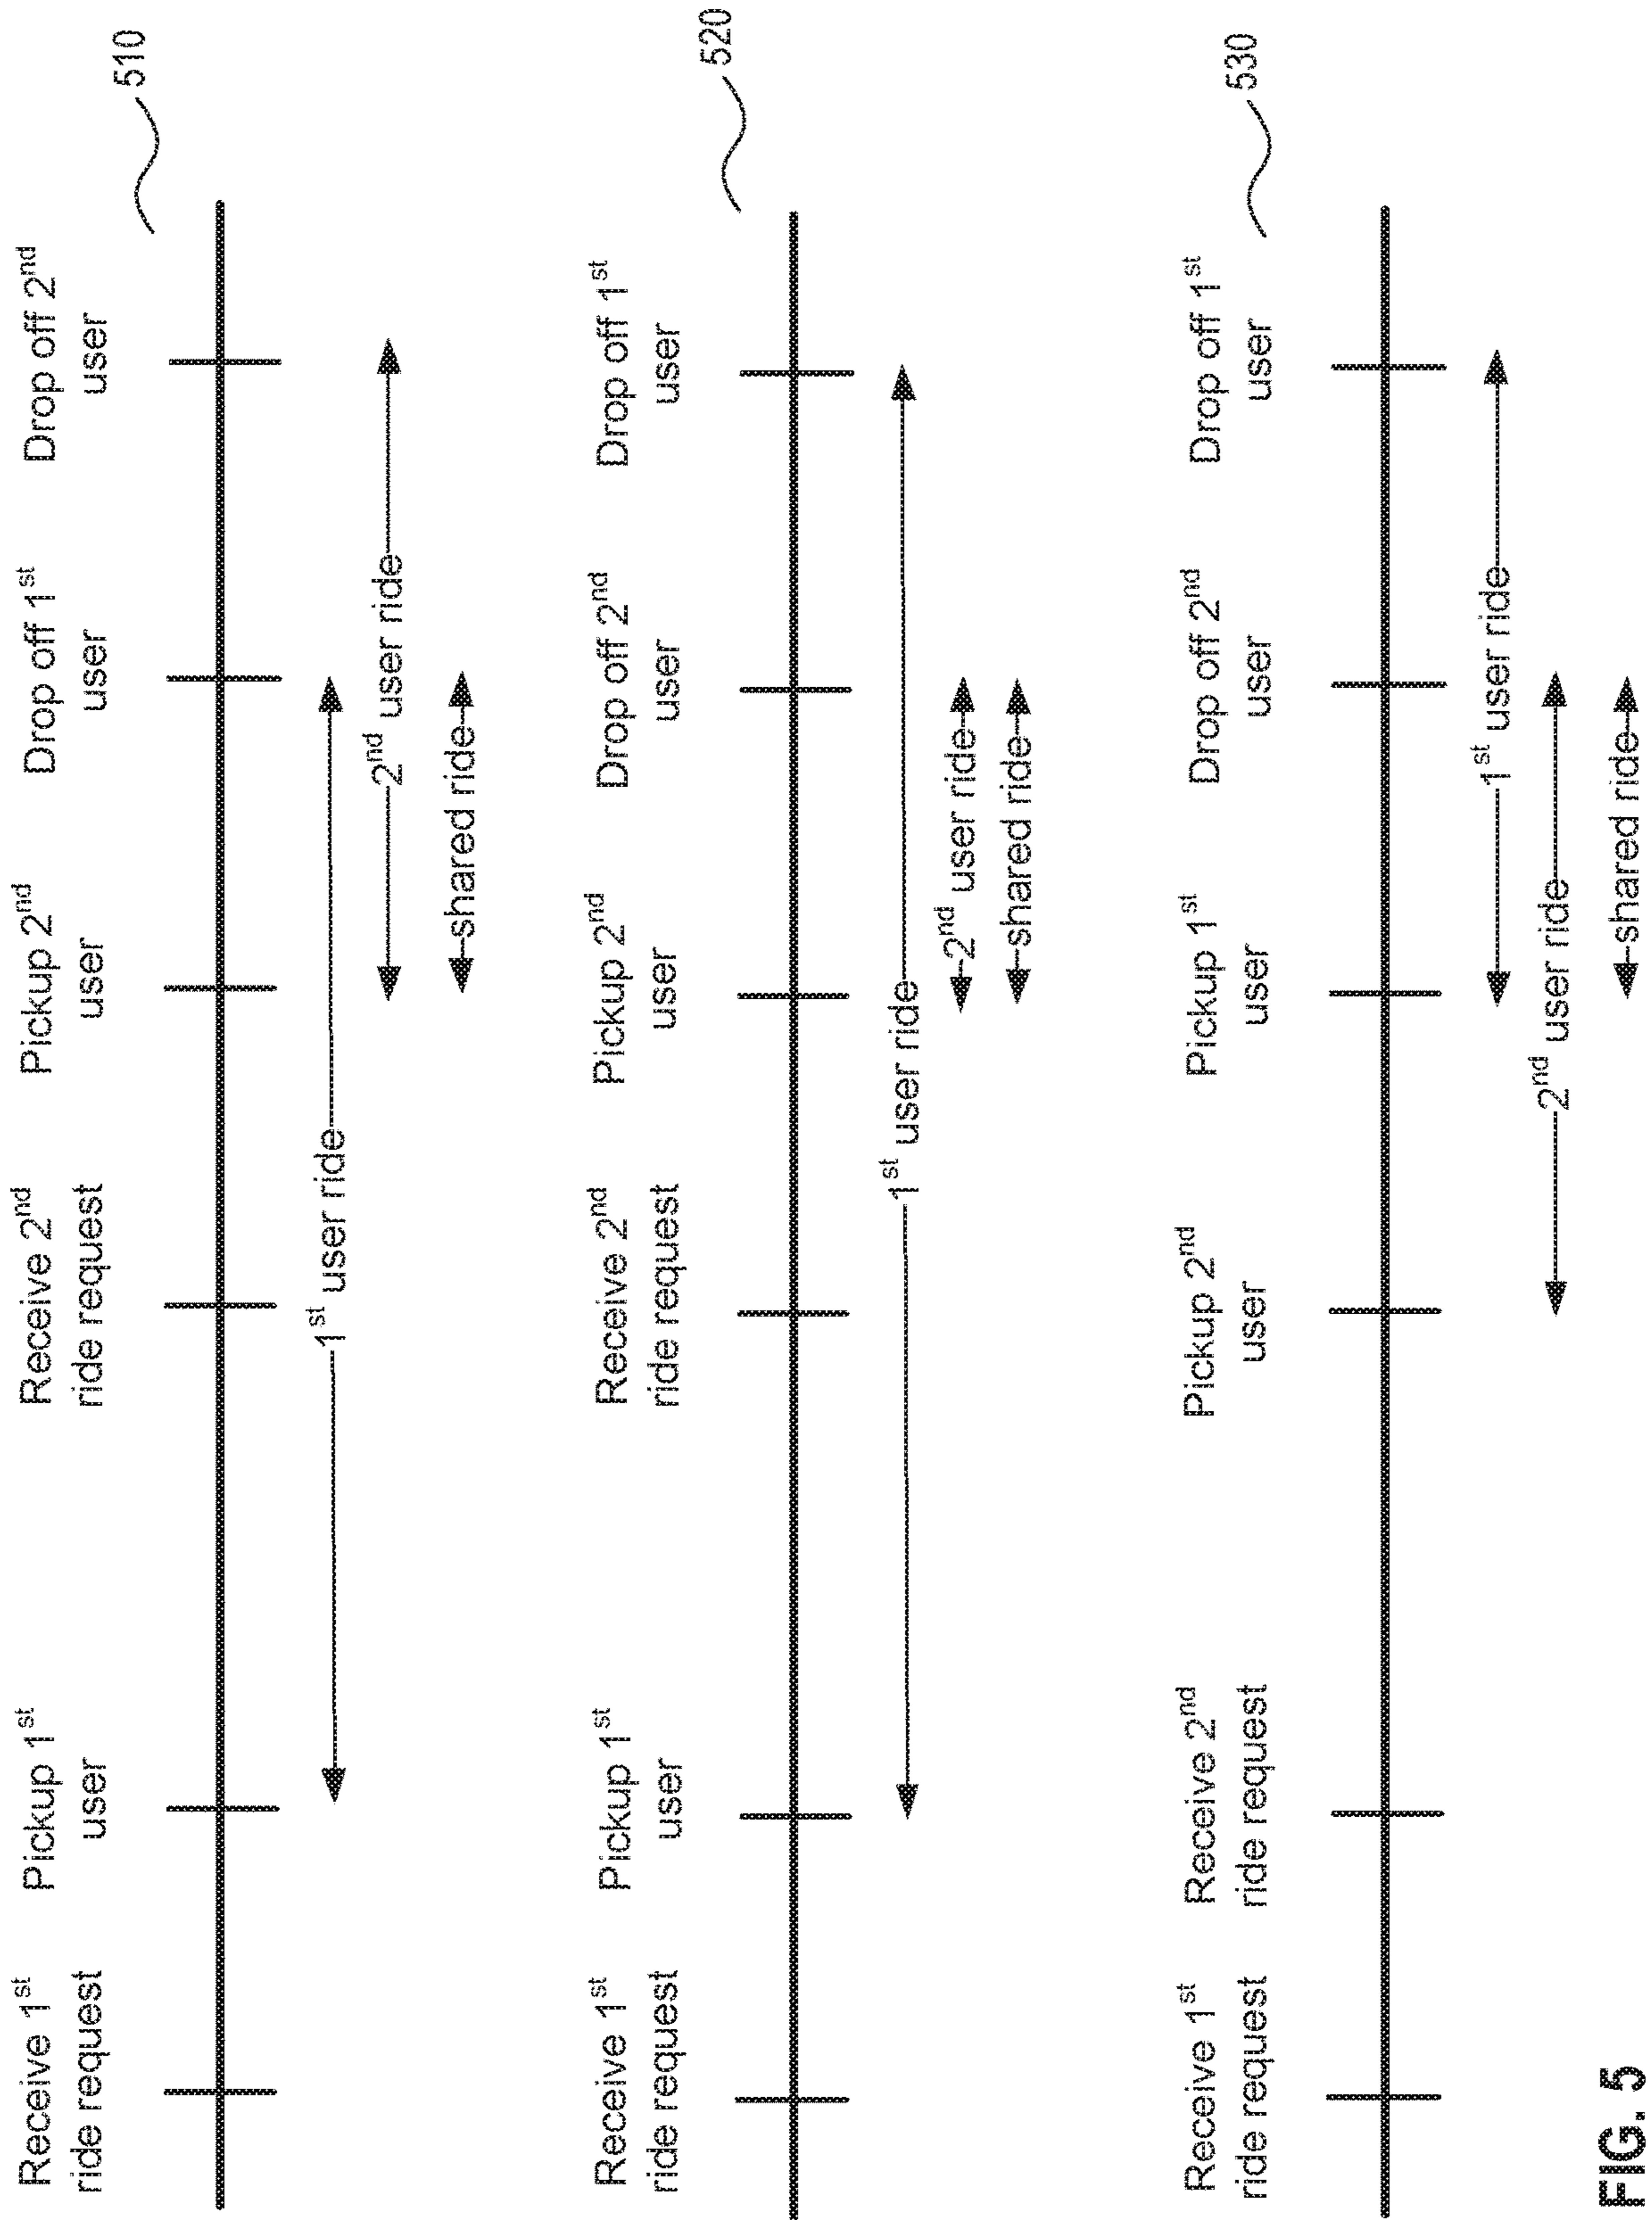 Receive 1st
ride request
Pickup 1st
user
Receive 2nd
ride request
Pickup 2nd
user
Drop off 1st
user
Drop off 2nd
user
510
1st user ride
2nd user ride
shared ride
Receive 1st
ride request
Pickup 1st
user
Receive 2nd
ride request
Pickup 2nd
user
Drop off 2nd
user
Drop off 1st
user
520
1st user ride
2nd user ride
shared ride
Receive 1st
ride request
Receive 2nd
ride request
Pickup 2nd
user
Pickup 1st
user
Drop off 2nd
user
Drop off 1st
user
530
1st user ride
2nd user ride
shared ride
FIG. 5